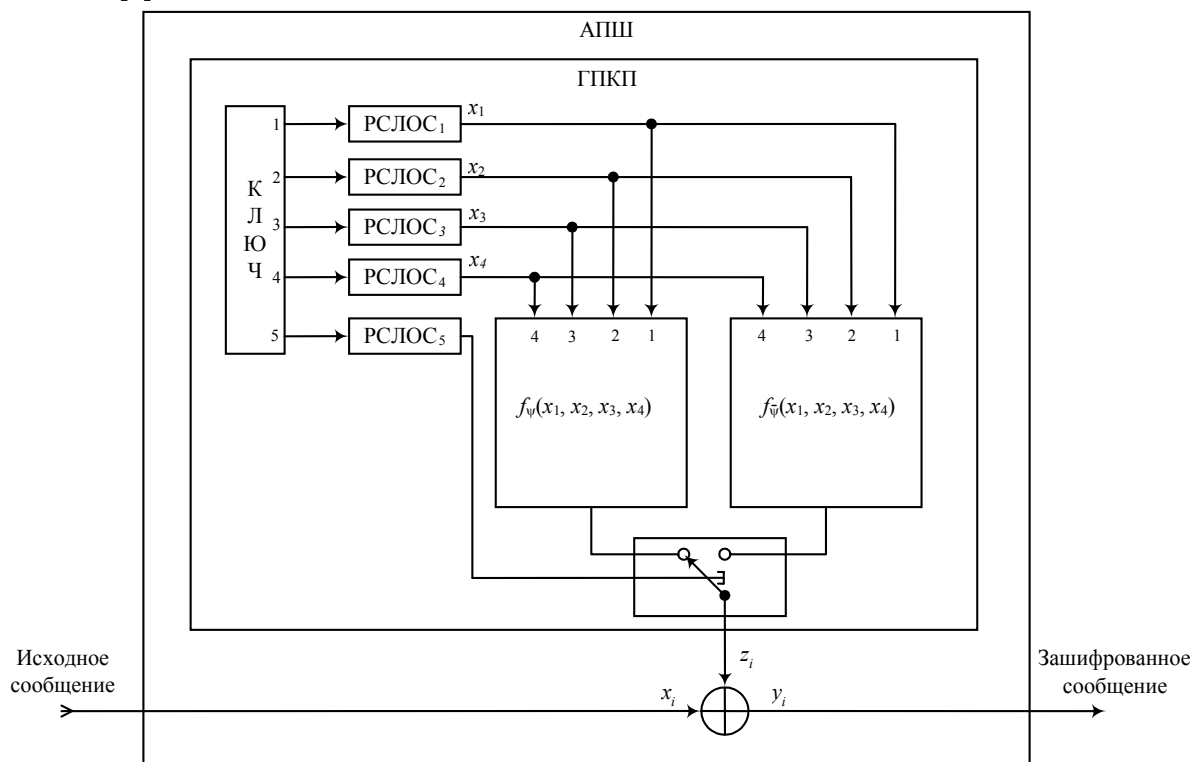 АПШ
ГПКП
К
Л
Ю
Ч
1
2
3
4
5
РСЛОС1
РСЛОС2
РСЛОС3
РСЛОС4
РСЛОС5
x1
x2
x3
x4
4 3 2 1
fψ(x1, x2, x3, x4)
4 3 2 1
fψ̄(x1, x2, x3, x4)
zi
Исходное
сообщение
xi
yi
Зашифрованное
сообщение